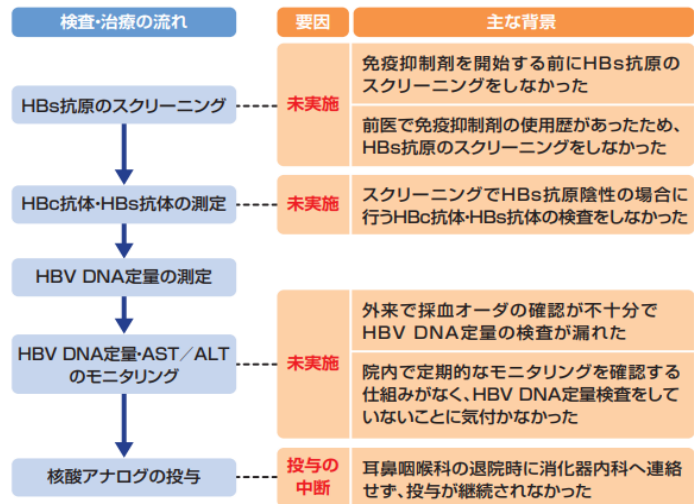 検査・治療の流れ
要因
主な背景
HBs抗原のスクリーニング
未実施
免疫抑制剤を開始する前にHBs抗原の
スクリーニングをしなかった
前医で免疫抑制剤の使用歴があったため、
HBs抗原のスクリーニングをしなかった
HBc抗体・HBs抗体の測定
未実施
スクリーニングでHBs抗原陰性の場合に
行うHBc抗体・HBs抗体の検査をしなかった
HBV DNA定量の測定
HBV DNA定量・AST／ALT
のモニタリング
未実施
外来で採血オーダの確認が不十分で
HBV DNA定量の検査が漏れた
院内で定期的なモニタリングを確認する
仕組みがなく、HBV DNA定量検査をして
いないことに気付かなかった
核酸アナログの投与
投与の
中断
耳鼻咽喉科の退院時に消化器内科へ連絡
せず、投与が継続されなかった